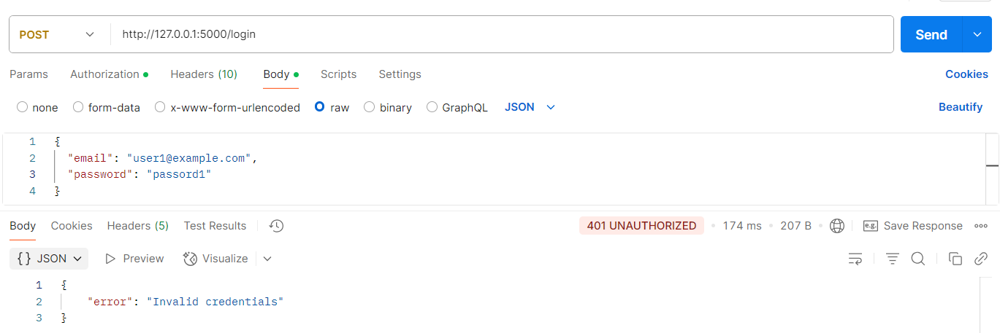 POST http://127.0.0.1:5000/login Send
Params Authorization Headers (10) Body Scripts Settings Cookies
none form-data x-www-form-urlencoded raw binary GraphQL JSON Beautify
1 {
2 "email": "user1@example.com",
3 "password": "passord1"
4 }
Body Cookies Headers (5) Test Results 401 UNAUTHORIZED 174 ms 207 B e.g. Save Response
{} JSON Preview Visualize
1 {
2 "error": "Invalid credentials"
3 }